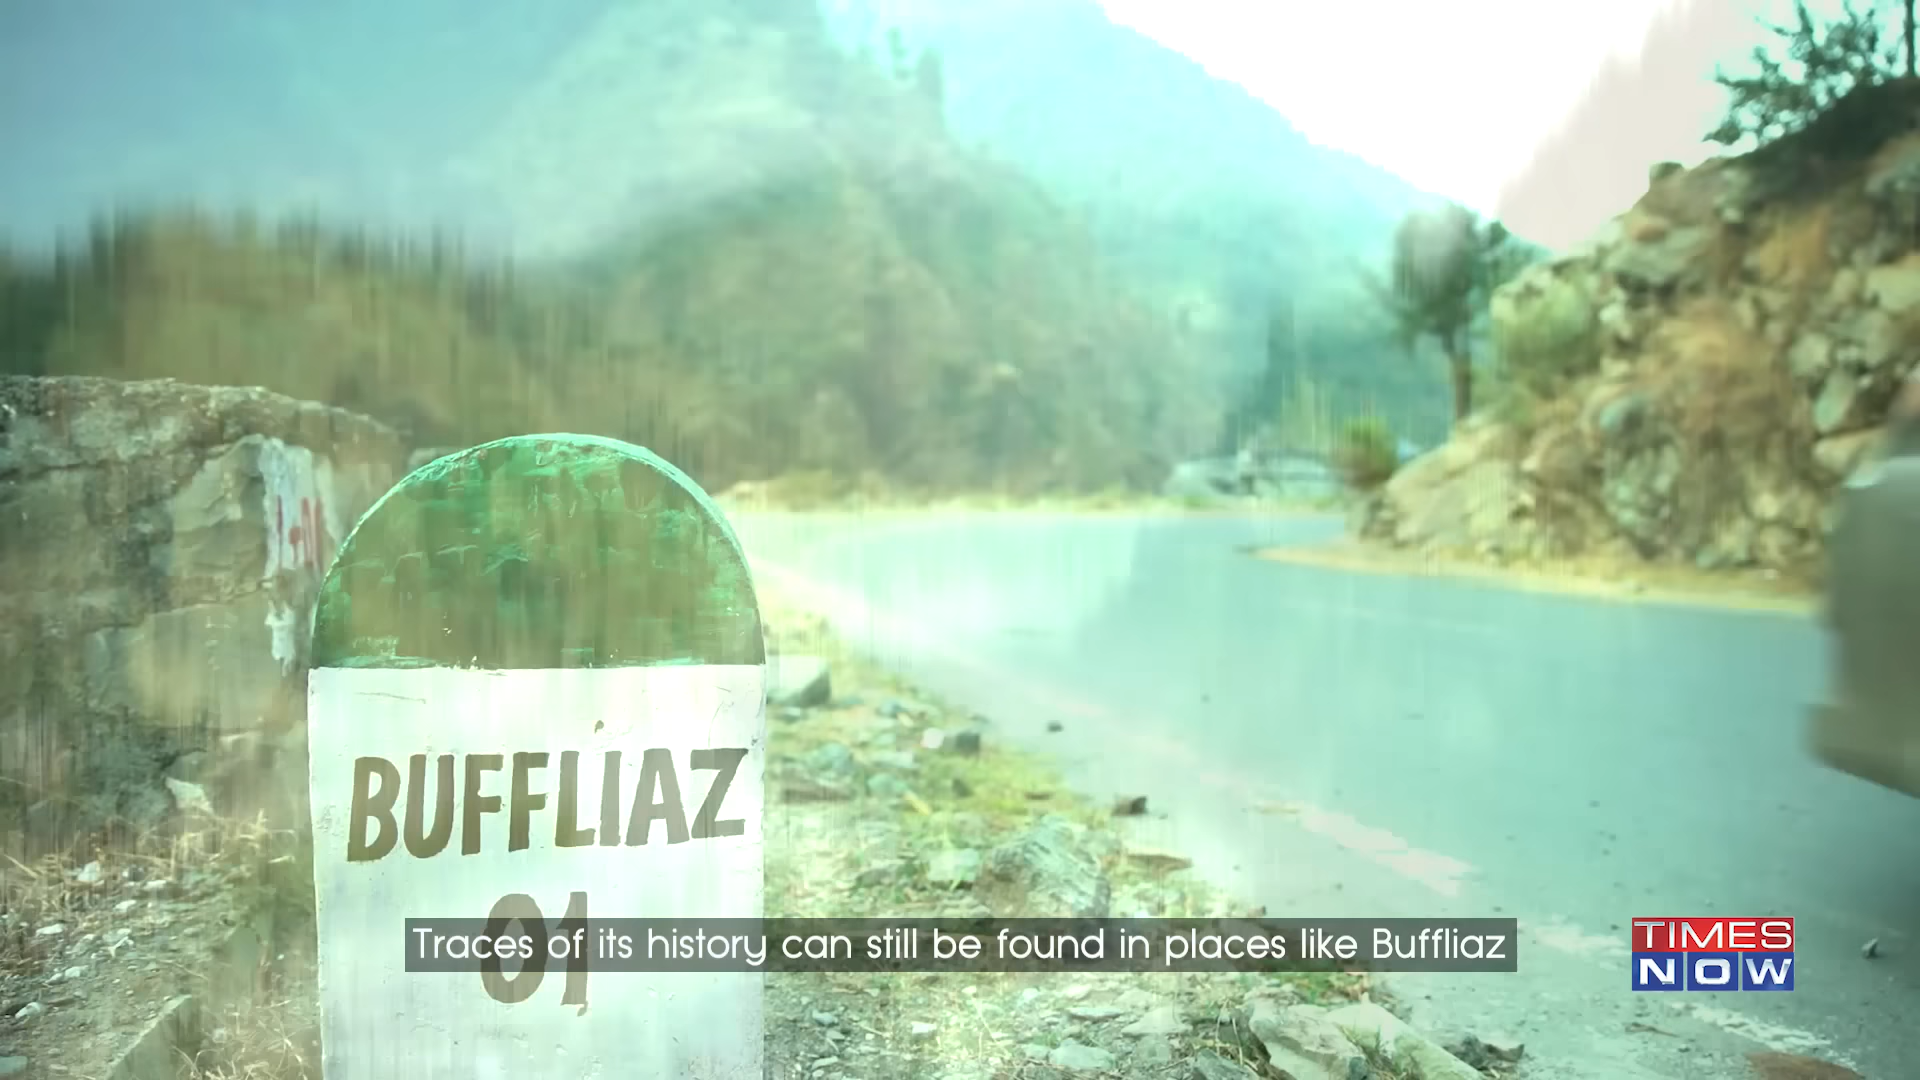 BUFFLIAZ
01
Traces of its history can still be found in places like Buffliaz
TIMES
NOW